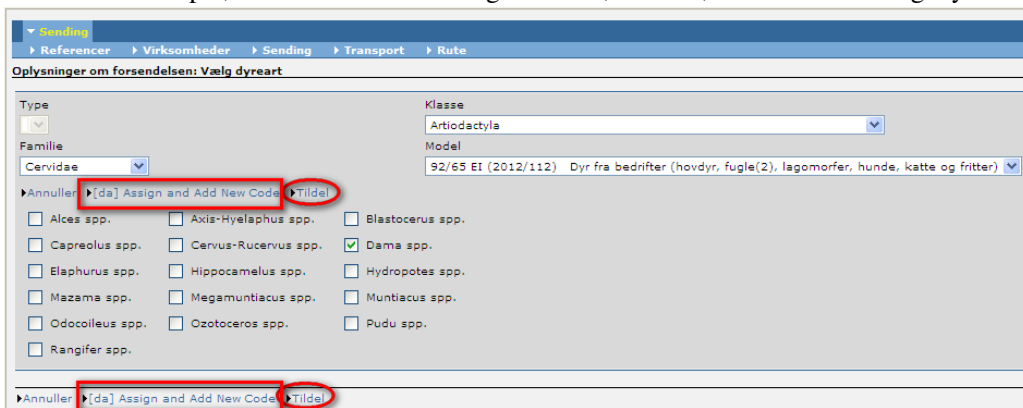 Sending
Referencer Virksomheder Sending Transport Rute
Oplysninger om forsendelsen: Vælg dyreart
Type Klasse
Artiodactyla
Familie Model
Cervidae 92/65 EI (2012/112) Dyr fra bedrifter (hovdyr, fugle(2), lagomorfer, hunde, katte og fritter)
Annuller [da] Assign and Add New Code Tildel
Alces spp. Axis-Hyelaphus spp. Blastocerus spp.
Capreolus spp. Cervus-Rucervus spp. Dama spp.
Elaphurus spp. Hippocamelus spp. Hydropotes spp.
Mazama spp. Megamuntiacus spp. Muntiacus spp.
Odocoileus spp. Ozotoceros spp. Pudu spp.
Rangifer spp.
Annuller [da] Assign and Add New Code Tildel